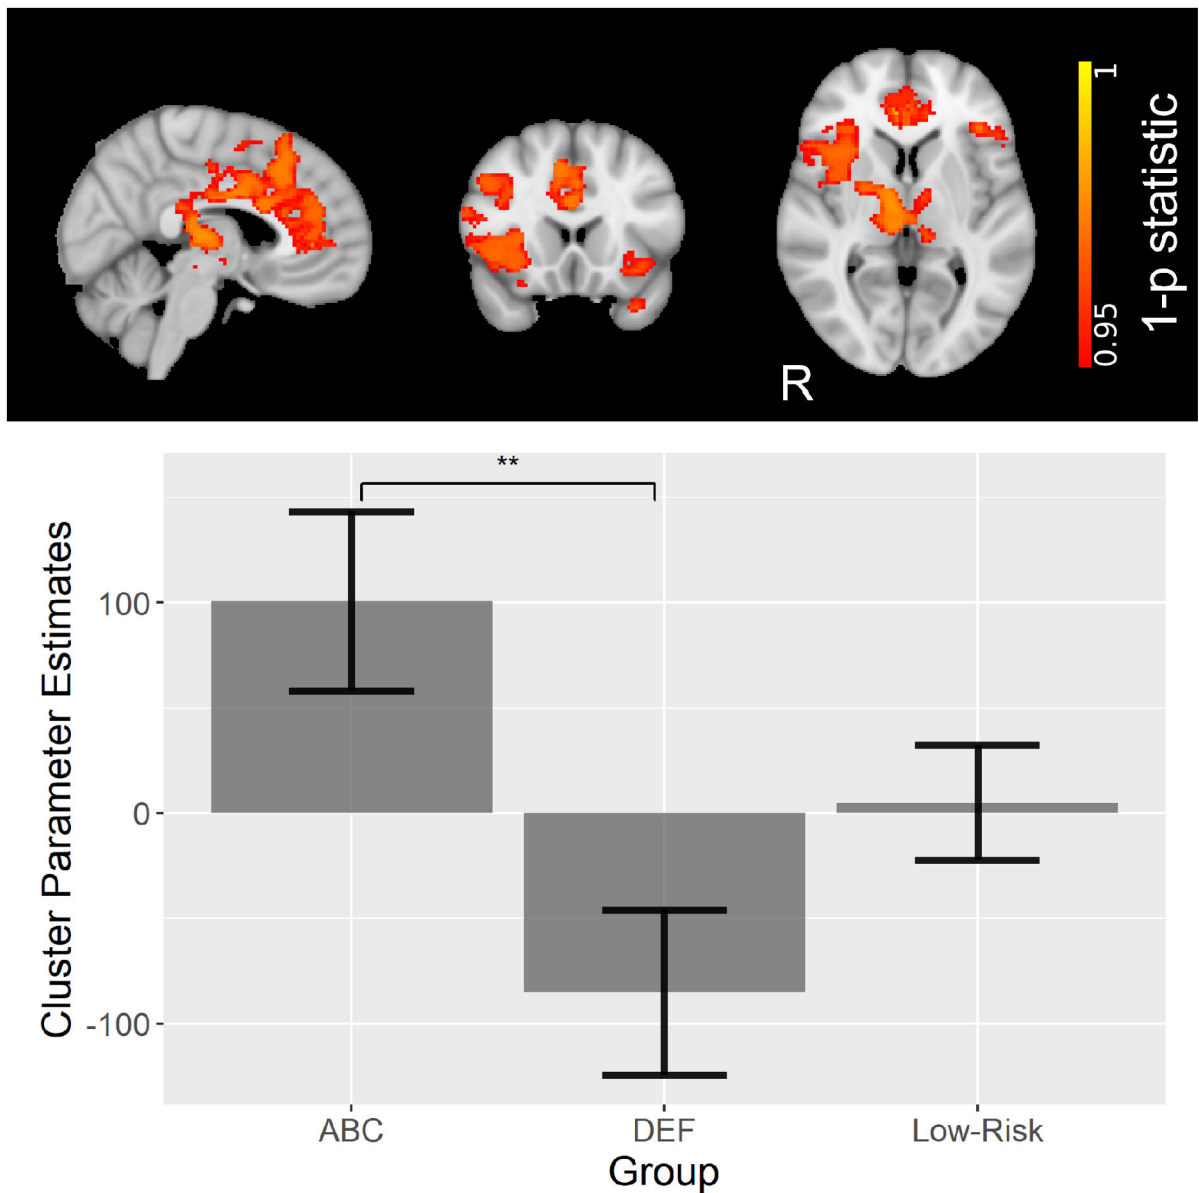 1
1-p statistic
0.95
R
**
Cluster Parameter Estimates
100
0
-100
ABC
DEF
Low-Risk
Group